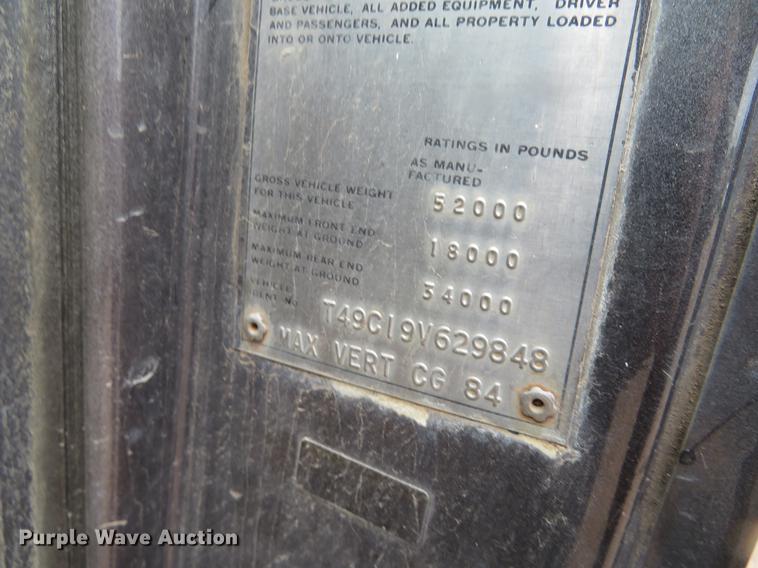 BASE VEHICLE, ALL ADDED EQUIPMENT, DRIVER
AND PASSENGERS, AND ALL PROPERTY LOADED
INTO OR ONTO VEHICLE.
RATINGS IN POUNDS
AS MANU-
FACTURED
GROSS VEHICLE WEIGHT
FOR THIS VEHICLE
52000
MAXIMUM FRONT END
WEIGHT AT GROUND
18000
MAXIMUM REAR END
WEIGHT AT GROUND
34000
VEHICLE
IDENT NO.
T49C19V629848
MAX VERT CG 84
Purple Wave Auction